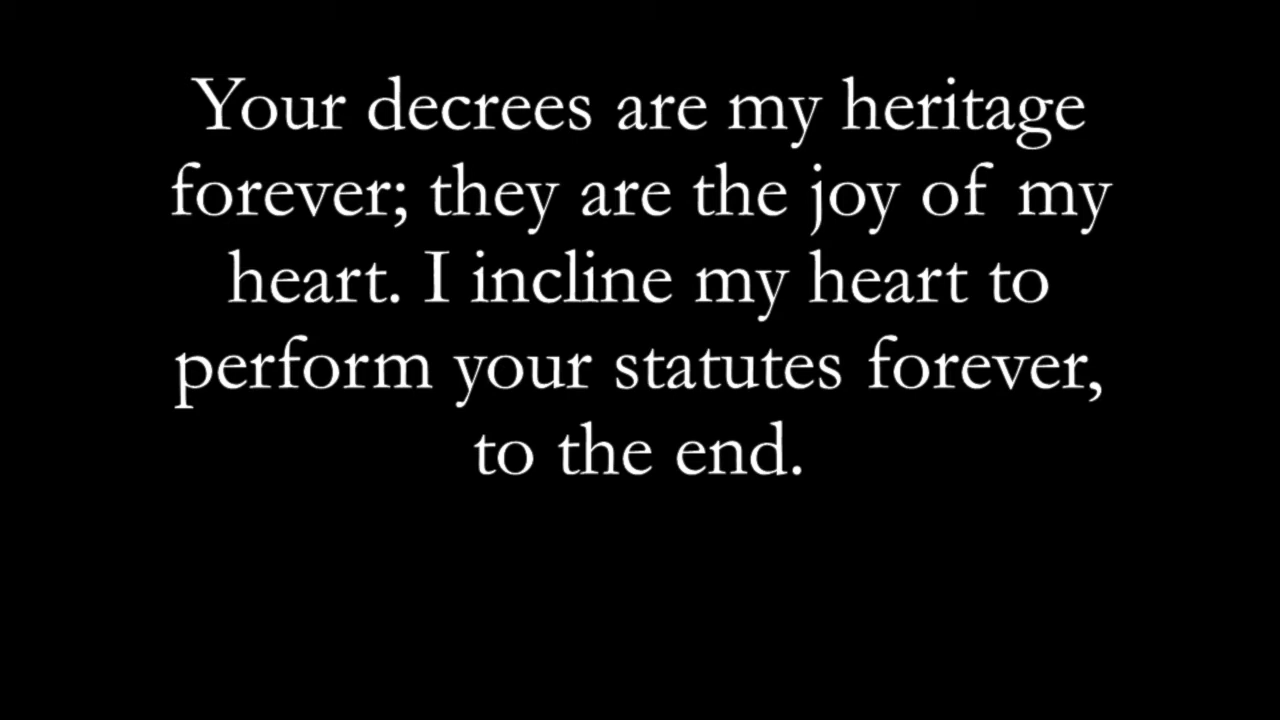 Your decrees are my heritage
forever; they are the joy of my
heart. I incline my heart to
perform your statutes forever,
to the end.